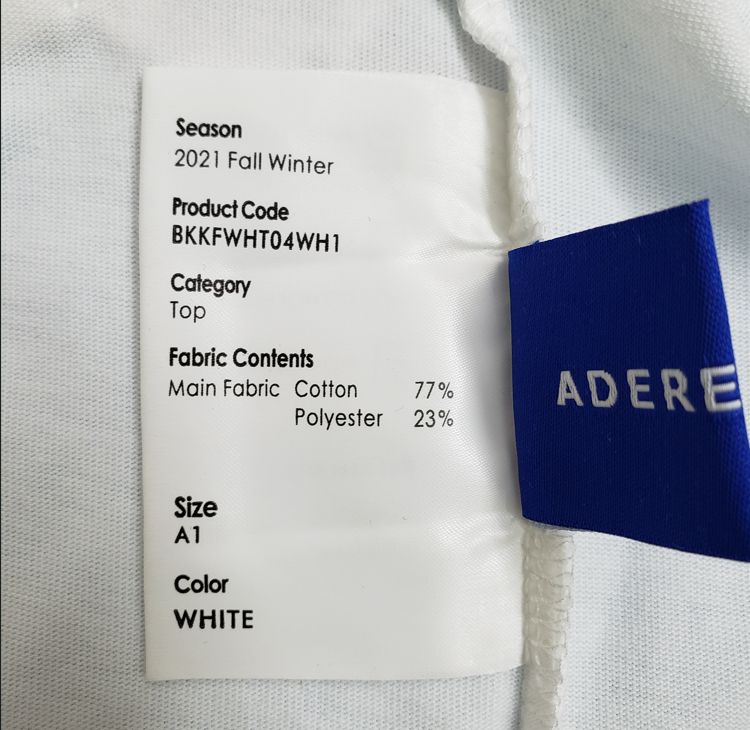 Season
2021 Fall Winter
Product Code
BKKFWHT04WH1
Category
Top
Fabric Contents
Main Fabric Cotton 77%
Polyester 23%
Size
A1
Color
WHITE
ADERE